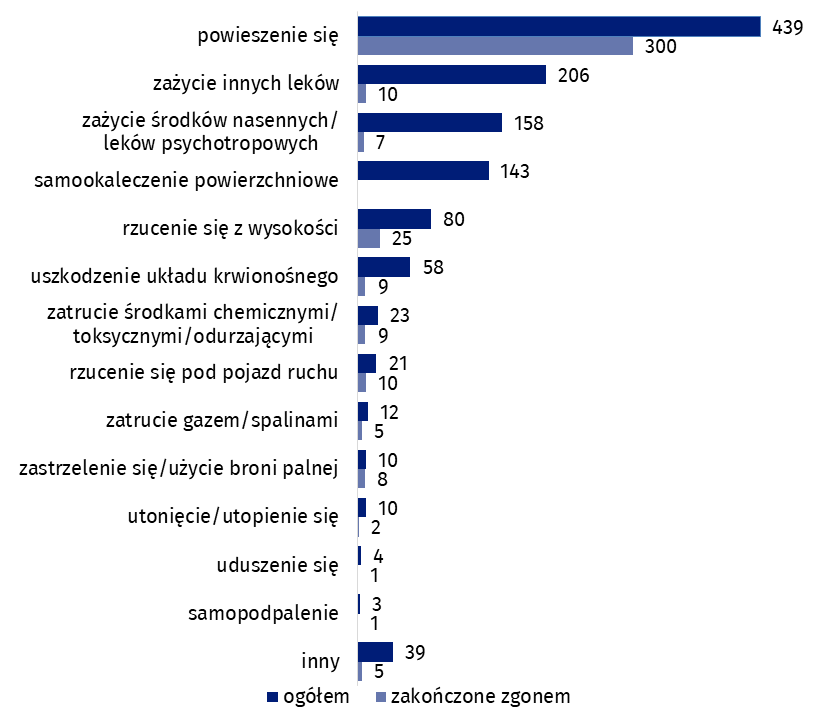 powieszenie się
439
300
zażycie innych leków
206
10
zażycie środków nasennych/
leków psychotropowych
158
7
samookaleczenie powierzchniowe
143
rzucenie się z wysokości
80
25
uszkodzenie układu krwionośnego
58
9
zatrucie środkami chemicznymi/
toksycznymi/odurzającymi
23
9
rzucenie się pod pojazd ruchu
21
10
zatrucie gazem/spalinami
12
5
zastrzelenie się/użycie broni palnej
10
8
utonięcie/utopienie się
10
2
uduszenie się
4
1
samopodpalenie
3
1
inny
39
5
ogółem zakończone zgonem